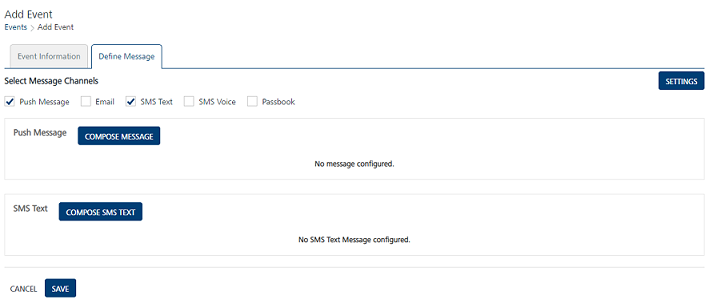 Add Event
Events > Add Event
Event Information Define Message
Select Message Channels SETTINGS
Push Message Email SMS Text SMS Voice Passbook
Push Message COMPOSE MESSAGE
No message configured.
SMS Text COMPOSE SMS TEXT
No SMS Text Message configured.
CANCEL SAVE